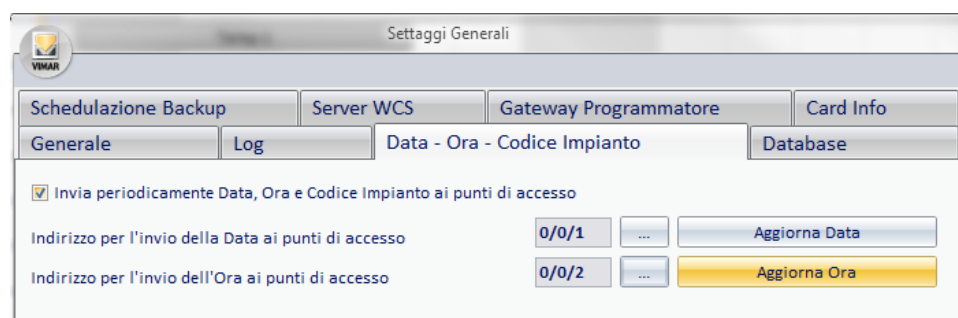 Settaggi Generali
VIMAR
Schedulazione Backup Server WCS Gateway Programmatore Card Info
Generale Log Data - Ora - Codice Impianto Database
Invia periodicamente Data, Ora e Codice Impianto ai punti di accesso
Indirizzo per l'invio della Data ai punti di accesso 0/0/1 ... Aggiorna Data
Indirizzo per l'invio dell'Ora ai punti di accesso 0/0/2 ... Aggiorna Ora